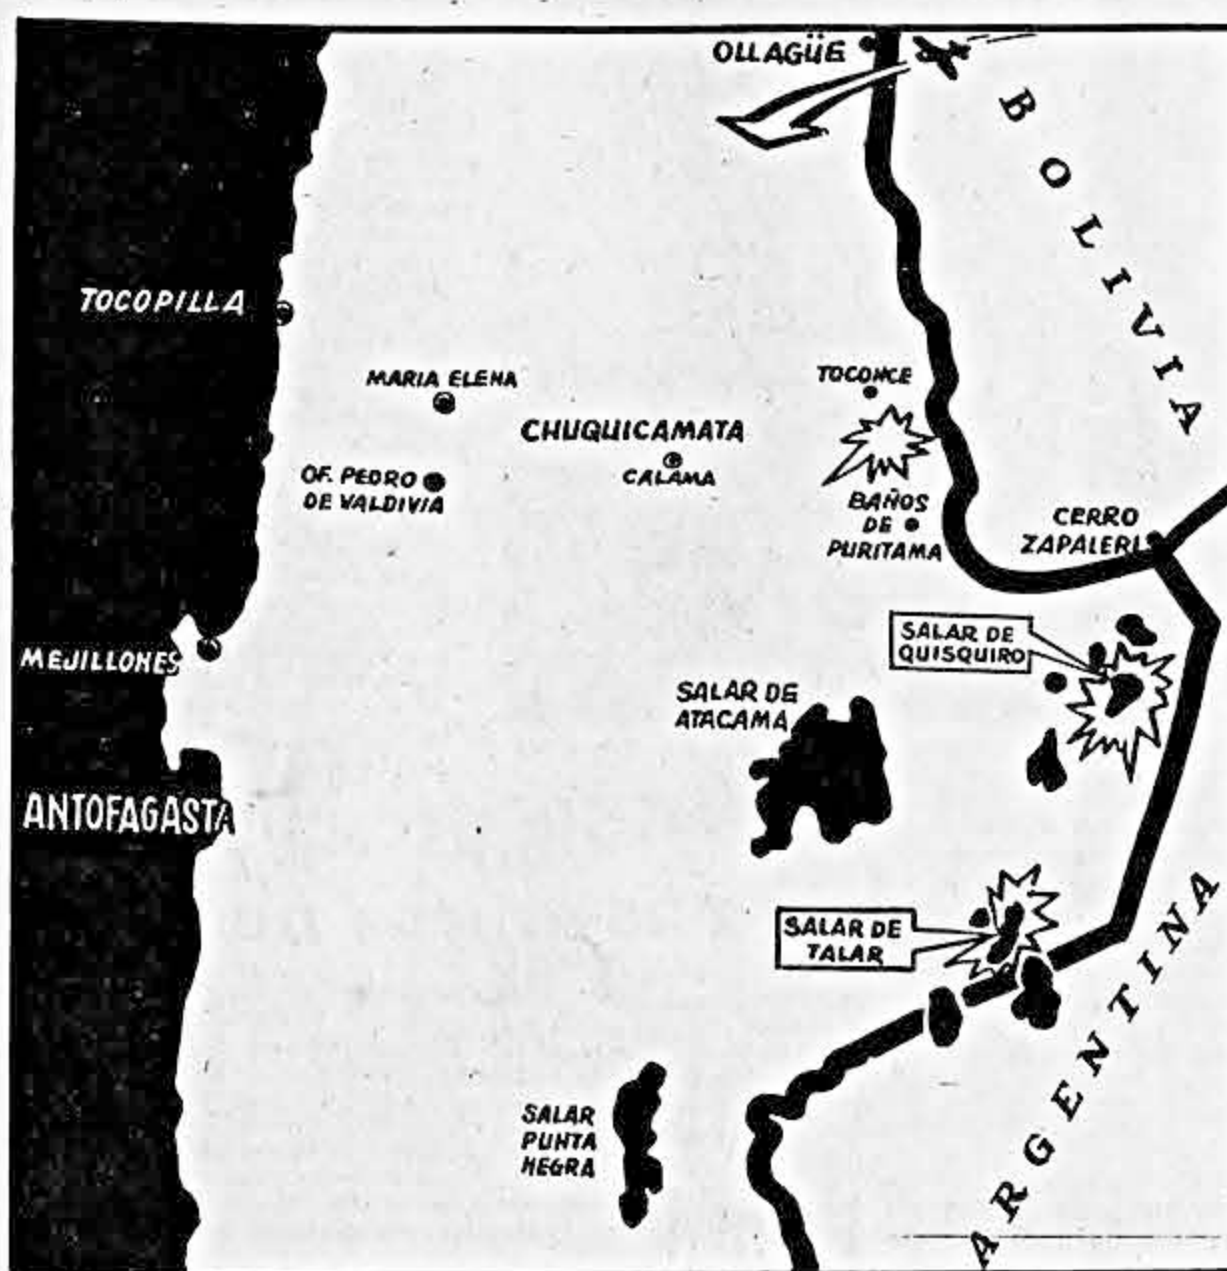 OLLAGÜE
BOLIVIA
TOCOPILLA
MARIA ELENA
TOCONCE
CHUQUICAMATA
OF. PEDRO
DE VALDIVIA
CALAMA
BAÑOS
DE
PURITAMA
CERRO
ZAPALERI
SALAR DE
QUISQUIRO
MEJILLONES
SALAR DE
ATACAMA
ANTOFAGASTA
SALAR DE
TALAR
ARGENTINA
SALAR
PUNTA
NEGRA